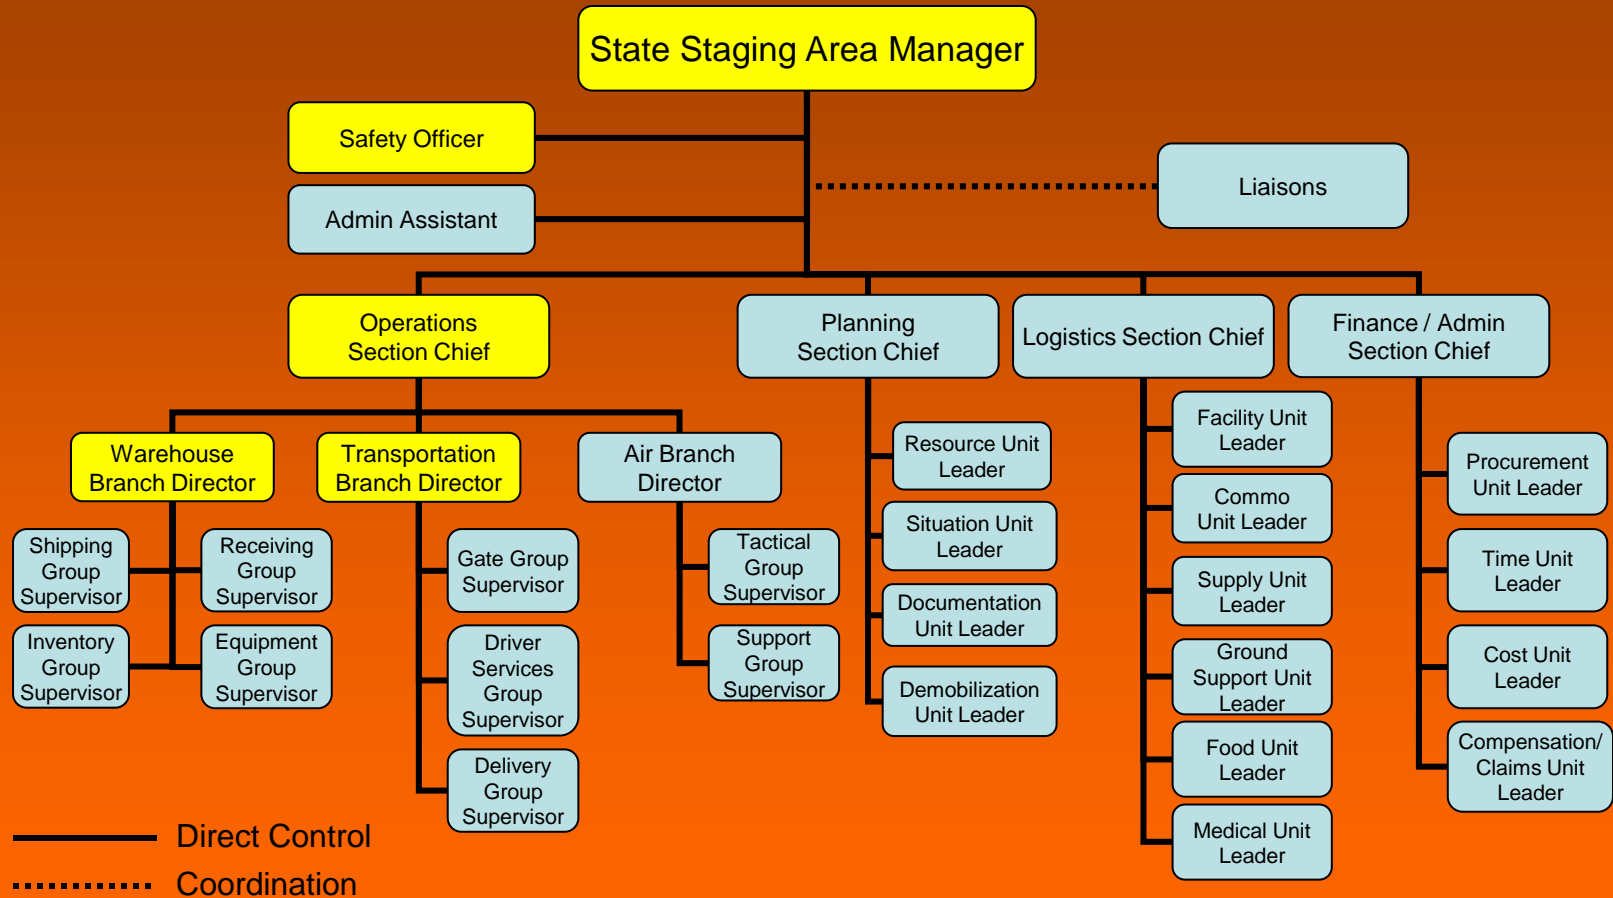 State Staging Area Manager
Safety Officer
Admin Assistant
Liaisons
Operations
Section Chief
Planning
Section Chief
Logistics Section Chief
Finance / Admin
Section Chief
Warehouse
Branch Director
Transportation
Branch Director
Air Branch
Director
Shipping
Group
Supervisor
Receiving
Group
Supervisor
Inventory
Group
Supervisor
Equipment
Group
Supervisor
Gate Group
Supervisor
Driver
Services
Group
Supervisor
Delivery
Group
Supervisor
Tactical
Group
Supervisor
Support
Group
Supervisor
Resource Unit
Leader
Situation Unit
Leader
Documentation
Unit Leader
Demobilization
Unit Leader
Facility Unit
Leader
Commo
Unit Leader
Supply Unit
Leader
Ground
Support Unit
Leader
Food Unit
Leader
Medical Unit
Leader
Procurement
Unit Leader
Time Unit
Leader
Cost Unit
Leader
Compensation/
Claims Unit
Leader
Direct Control
Coordination